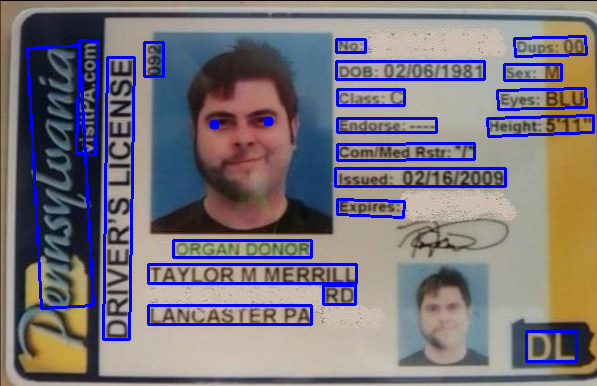 Pennsylvania
visitPA.com
DRIVER'S LICENSE
092
No:
Dups: 00
DOB: 02/06/1981
Sex: M
Class: C
Eyes: BLU
Endorse: ----
Height: 5'11"
Com/Med Rstr: "/"
Issued: 02/16/2009
Expires:
ORGAN DONOR
TAYLOR M MERRILL
RD
LANCASTER PA
DL